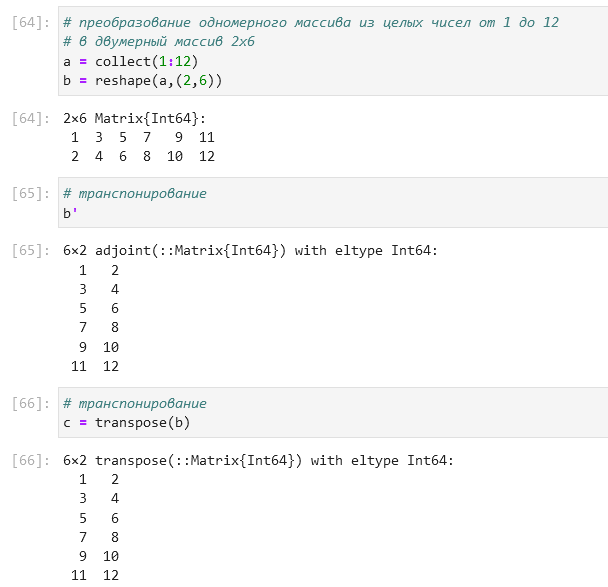 [64]: # преобразование одномерного массива из целых чисел от 1 до 12
# в двумерный массив 2x6
a = collect(1:12)
b = reshape(a,(2,6))
[64]: 2×6 Matrix{Int64}:
1 3 5 7 9 11
2 4 6 8 10 12
[65]: # транспонирование
b'
[65]: 6×2 adjoint(::Matrix{Int64}) with eltype Int64:
1 2
3 4
5 6
7 8
9 10
11 12
[66]: # транспонирование
c = transpose(b)
[66]: 6×2 transpose(::Matrix{Int64}) with eltype Int64:
1 2
3 4
5 6
7 8
9 10
11 12